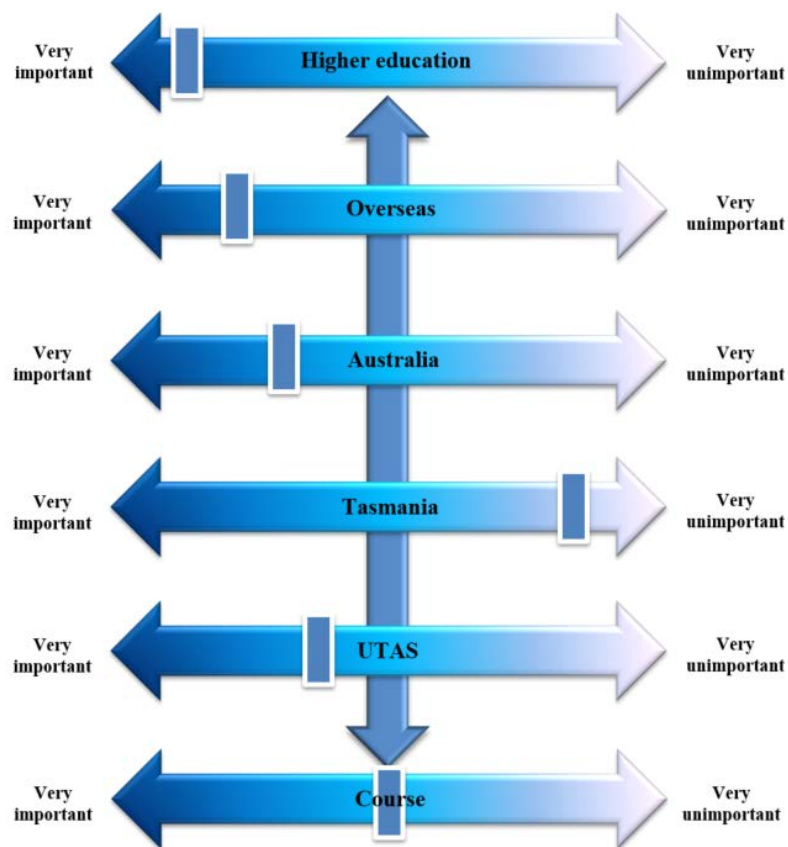 Very
important
Higher education
Very
unimportant
Very
important
Overseas
Very
unimportant
Very
important
Australia
Very
unimportant
Very
important
Tasmania
Very
unimportant
Very
important
UTAS
Very
unimportant
Very
important
Course
Very
unimportant